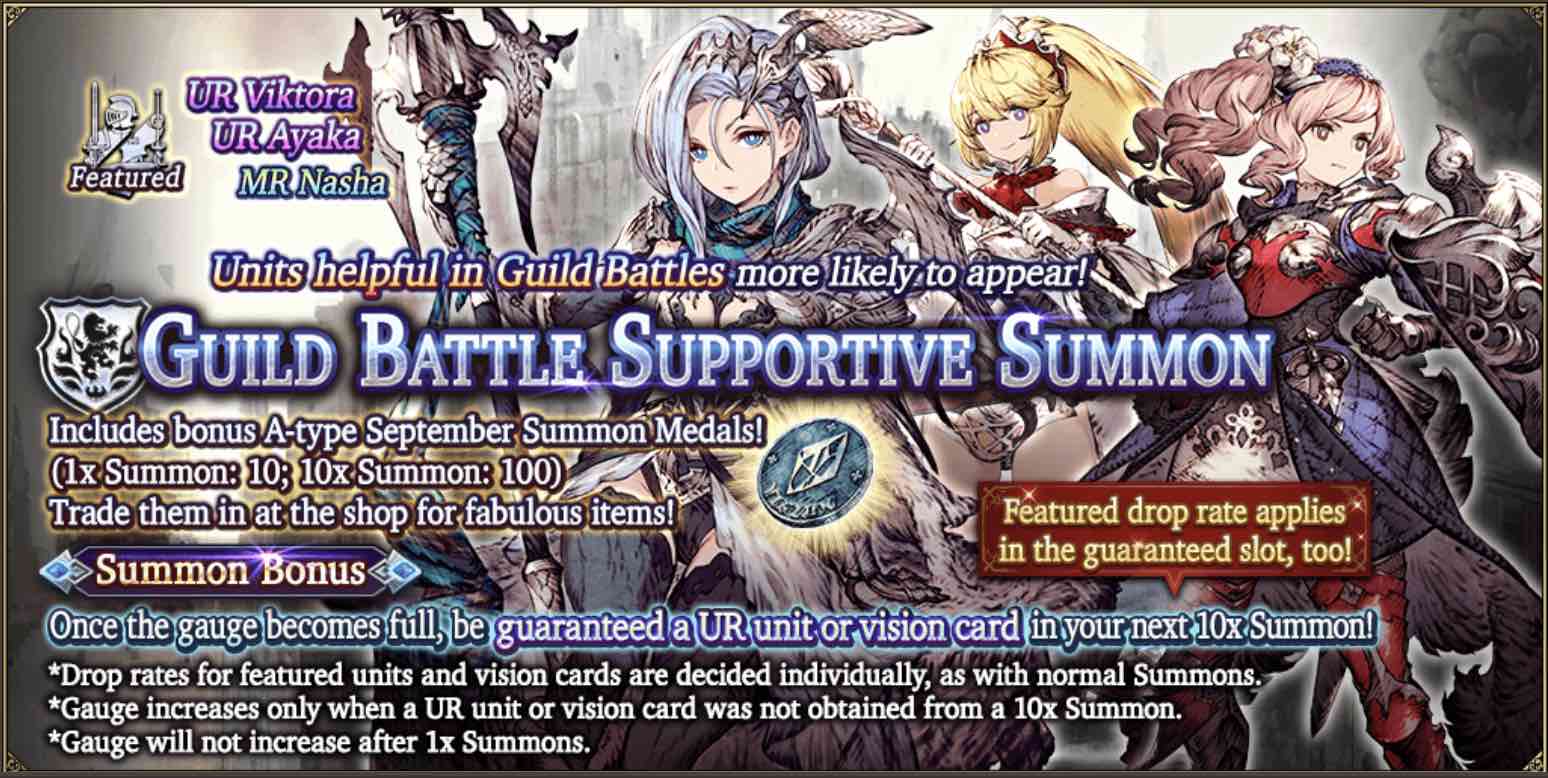 UR Viktora
UR Ayaka
Featured
MR Nasha
Units helpful in Guild Battles more likely to appear!
GUILD BATTLE SUPPORTIVE SUMMON
Includes bonus A-type September Summon Medals!
(1x Summon: 10; 10x Summon: 100)
Trade them in at the shop for fabulous items!
Featured drop rate applies
in the guaranteed slot, too!
Summon Bonus
Once the gauge becomes full, be guaranteed a UR unit or vision card in your next 10x Summon!
*Drop rates for featured units and vision cards are decided individually, as with normal Summons.
*Gauge increases only when a UR unit or vision card was not obtained from a 10x Summon.
*Gauge will not increase after 1x Summons.